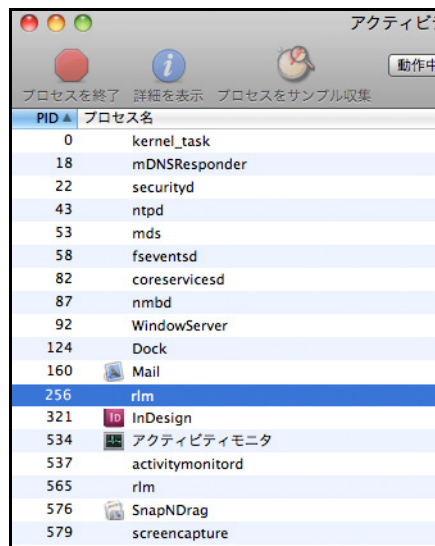 アクティビ
動作中
プロセスを終了 詳細を表示 プロセスをサンプル収集
PID プロセス名
0 kernel_task
18 mDNSResponder
22 securityd
43 ntpd
53 mds
58 fseventsd
82 coreservicesd
87 nmbd
92 WindowServer
124 Dock
160 Mail
256 rlm
321 InDesign
534 アクティビティモニタ
537 activitymonitord
565 rlm
576 SnapNDrag
579 screencapture